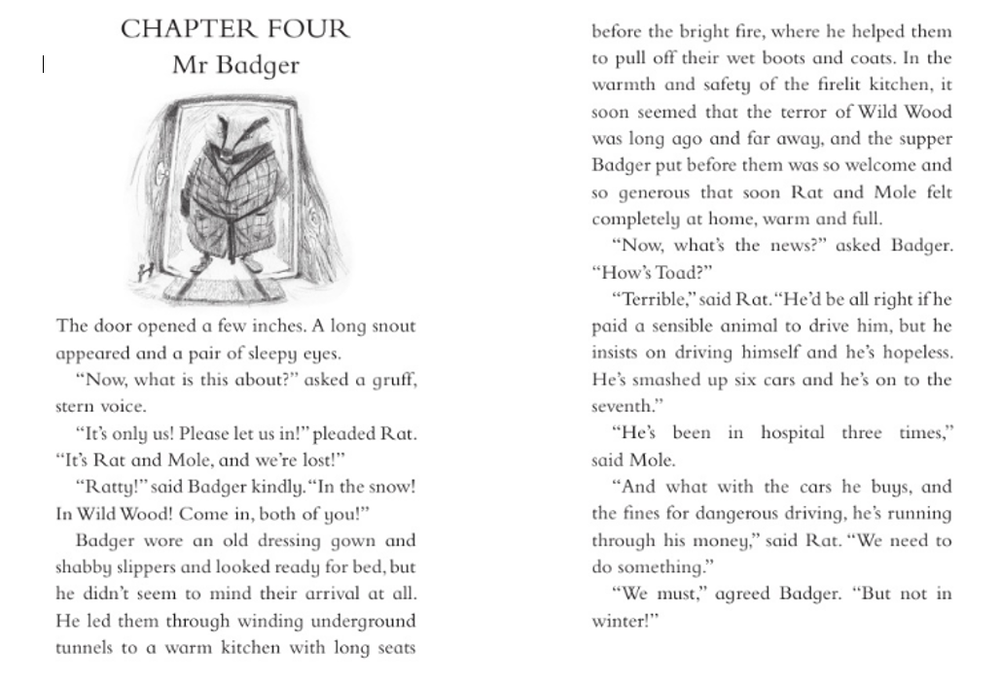 CHAPTER FOUR
Mr Badger
The door opened a few inches. A long snout
appeared and a pair of sleepy eyes.
“Now, what is this about?” asked a gruff,
stern voice.
“It’s only us! Please let us in!” pleaded Rat.
“It’s Rat and Mole, and we’re lost!”
“Ratty!” said Badger kindly. “In the snow!
In Wild Wood! Come in, both of you!”
Badger wore an old dressing gown and
shabby slippers and looked ready for bed, but
he didn’t seem to mind their arrival at all.
He led them through winding underground
tunnels to a warm kitchen with long seats
before the bright fire, where he helped them
to pull off their wet boots and coats. In the
warmth and safety of the firelit kitchen, it
soon seemed that the terror of Wild Wood
was long ago and far away, and the supper
Badger put before them was so welcome and
so generous that soon Rat and Mole felt
completely at home, warm and full.
“Now, what’s the news?” asked Badger.
“How’s Toad?”
“Terrible,” said Rat. “He’d be all right if he
paid a sensible animal to drive him, but he
insists on driving himself and he’s hopeless.
He’s smashed up six cars and he’s on to the
seventh.”
“He’s been in hospital three times,”
said Mole.
“And what with the cars he buys, and
the fines for dangerous driving, he’s running
through his money,” said Rat. “We need to
do something.”
“We must,” agreed Badger. “But not in
winter!”